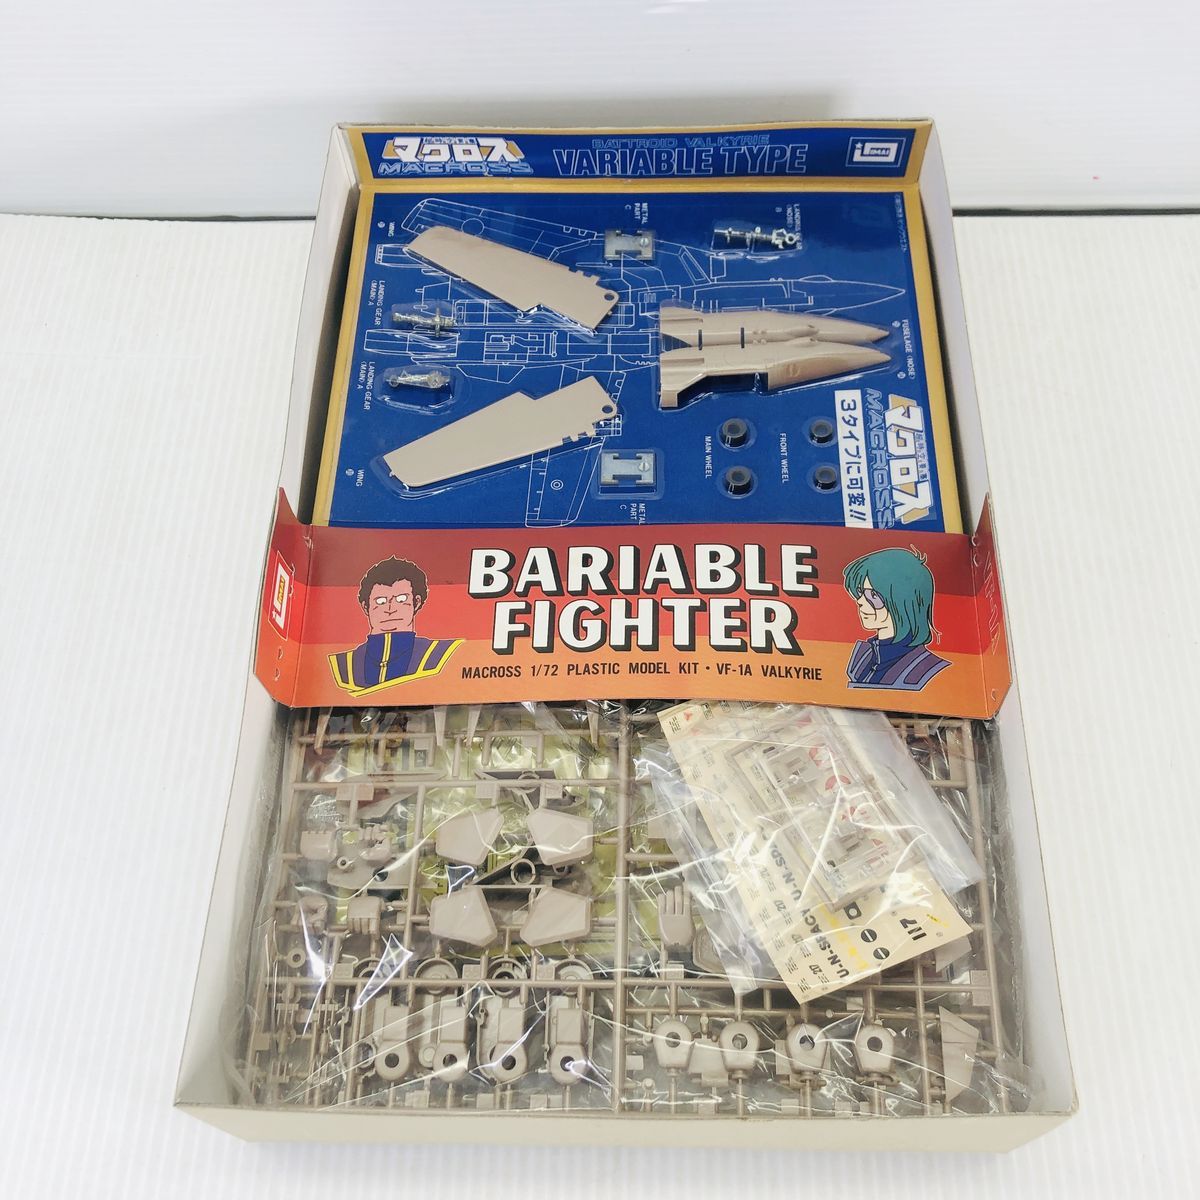 超時空要塞
マクロス
MACROSS
BATTROID VALKYRIE
VARIABLE TYPE
IMAI
WING
METAL PART C
LANDING GEAR (NOSE) B
LANDING GEAR (MAIN) A
FUSELAGE (NOSE)
LANDING GEAR (MAIN) A
MAIN WHEEL
FRONT WHEEL
WING
METAL PART C
超時空要塞
マクロス
MACROSS
3タイプに可変!!
IMAI
BARIABLE
FIGHTER
MACROSS 1/72 PLASTIC MODEL KIT・VF-1A VALKYRIE
U-N-SPACY
U-N-SPACY
117